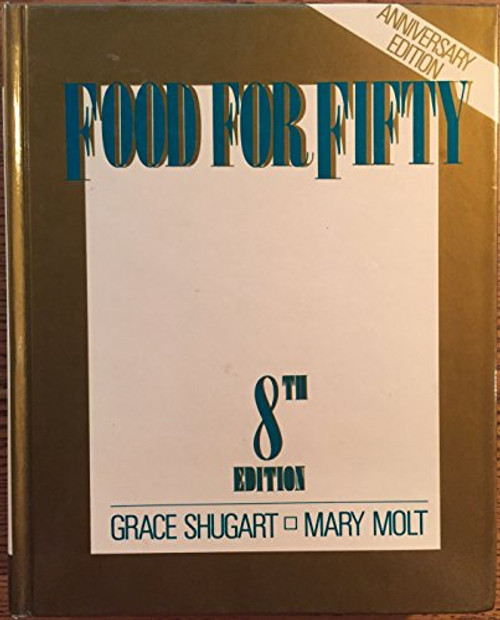 ANNIVERSARY
EDITION
FOOD FOR FIFTY
8TH
EDITION
GRACE SHUGART □ MARY MOLT